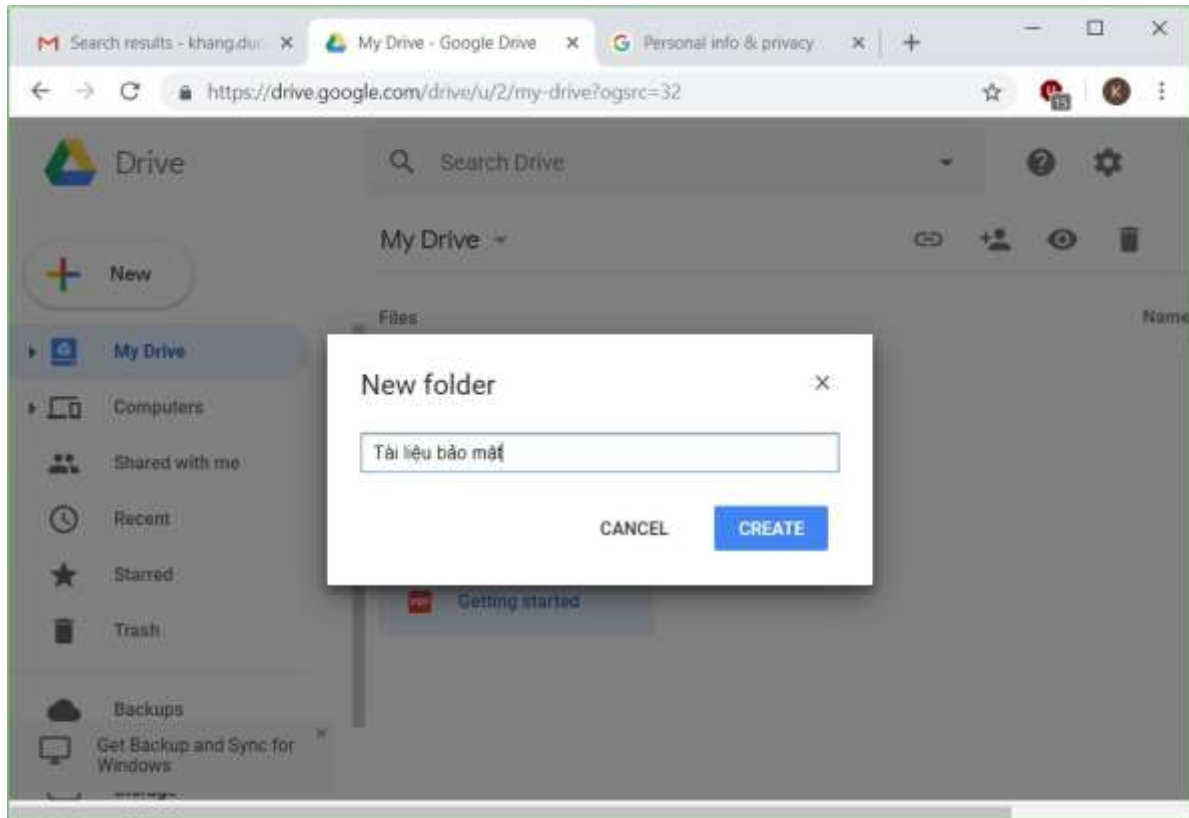 Search results - khang.du
My Drive - Google Drive
Personal info & privacy
https://drive.google.com/drive/u/2/my-drive?ogsrc=32
15
K
Drive
Search Drive
My Drive
New
Files
Name
My Drive
Computers
Shared with me
Recent
Starred
Trash
Backups
Get Backup and Sync for
Windows
New folder
Tài liệu bảo mật
CANCEL
CREATE
PDF
Getting started